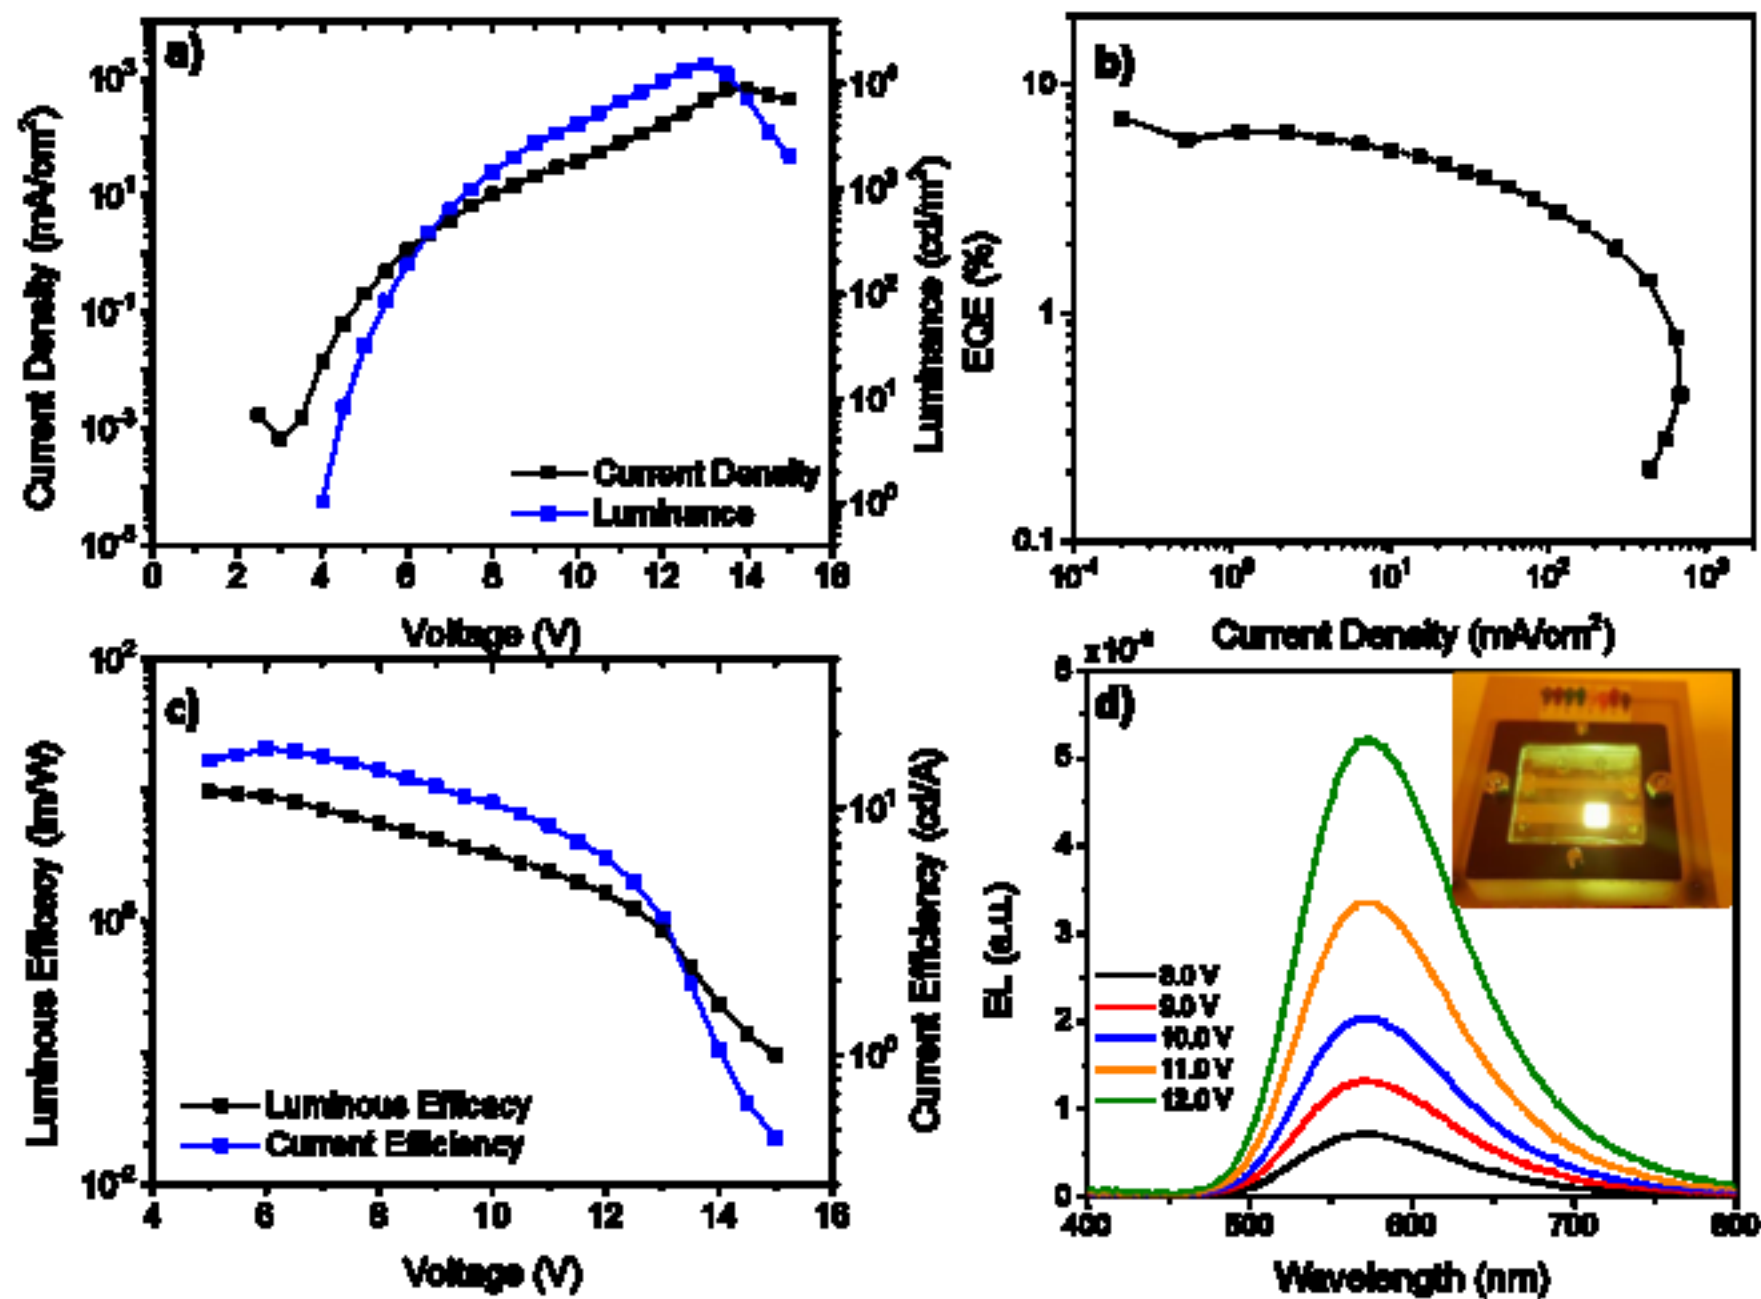 a)
10³
10¹
10⁻¹
10⁻³
10⁻⁵
Current Density (mA/cm²)
10⁴
10³
10²
10¹
10⁰
Luminance (cd/m²)
Current Density
Luminance
0 2 4 6 8 10 12 14 16
Voltage (V)
b)
10
1
0.1
EQE (%)
10⁻¹ 10⁰ 10¹ 10² 10³
Current Density (mA/cm²)
c)
10²
10⁰
10⁻²
Luminous Efficacy (lm/W)
10¹
10⁰
Current Efficiency (cd/A)
Luminous Efficacy
Current Efficiency
4 6 8 10 12 14 16
Voltage (V)
d)
6
5
4
3
2
1
0
EL (a.u.)
8.0 V
9.0 V
10.0 V
11.0 V
12.0 V
400 500 600 700 800
Wavelength (nm)